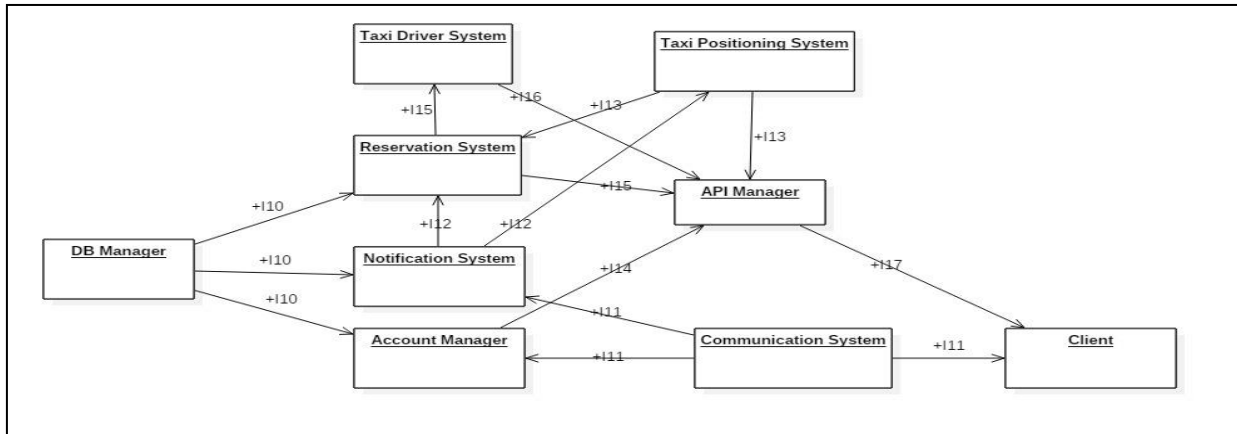 Taxi Driver System
Taxi Positioning System
+I16
+I13
+I15
+I13
Reservation System
API Manager
+I15
+I10
+I12
+I12
DB Manager
Notification System
+I10
+I14
+I17
+I10
+I11
Account Manager
Communication System
Client
+I11
+I11